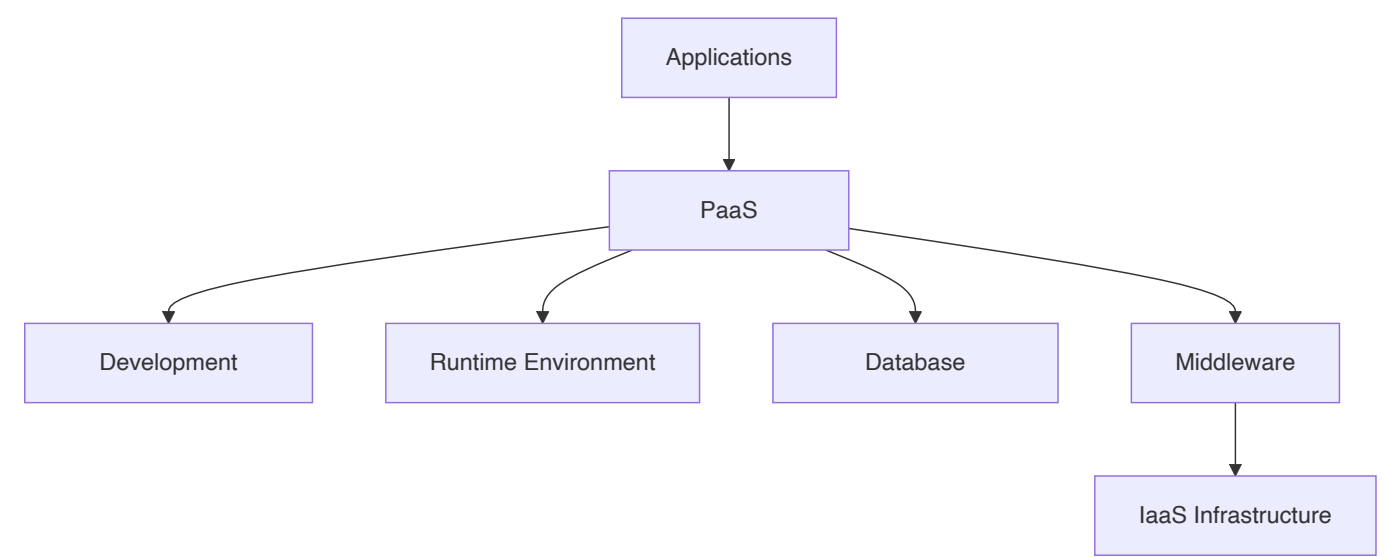 Applications
PaaS
Development
Runtime Environment
Database
Middleware
IaaS Infrastructure